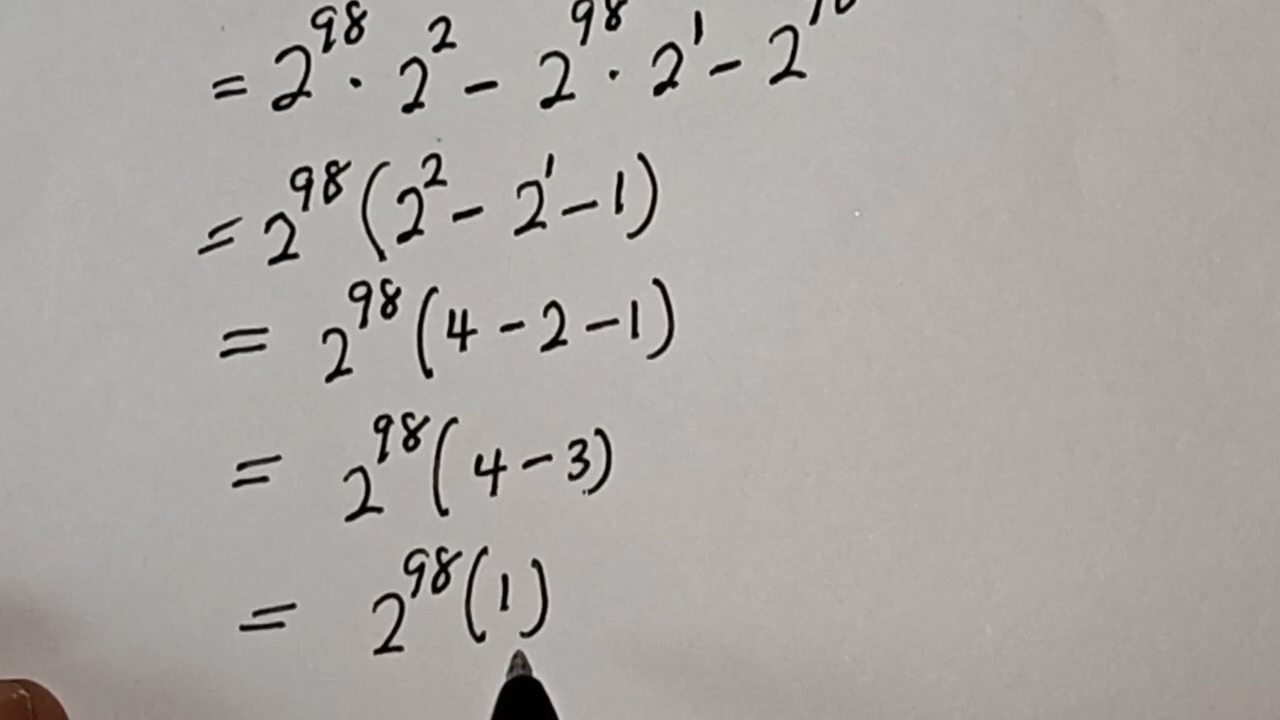 = 2^98 · 2^2 - 2^98 · 2^1 - 2
= 2^98 (2^2 - 2^1 - 1)
= 2^98 (4 - 2 - 1)
= 2^98 (4 - 3)
= 2^98 (1)